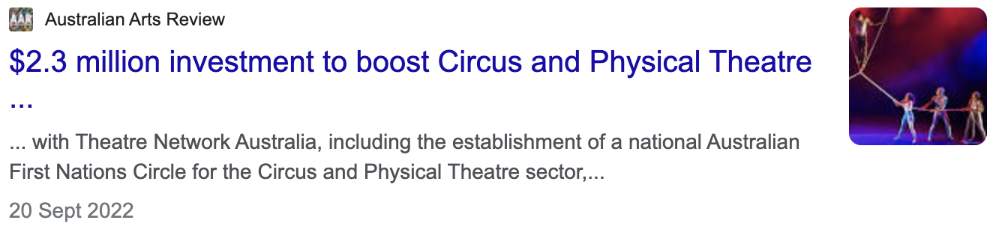 AAR
Australian Arts Review
$2.3 million investment to boost Circus and Physical Theatre
...
... with Theatre Network Australia, including the establishment of a national Australian
First Nations Circle for the Circus and Physical Theatre sector,...
20 Sept 2022